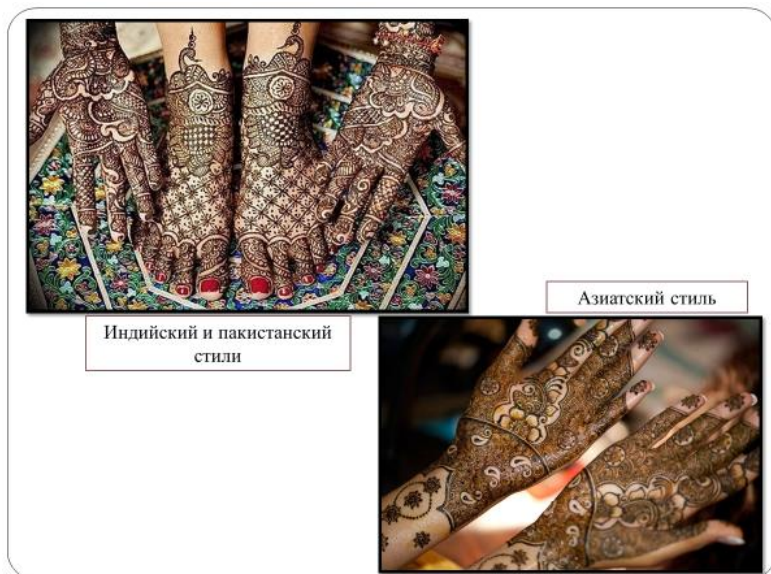 Индийский и пакистанский
стили
Азиатский стиль